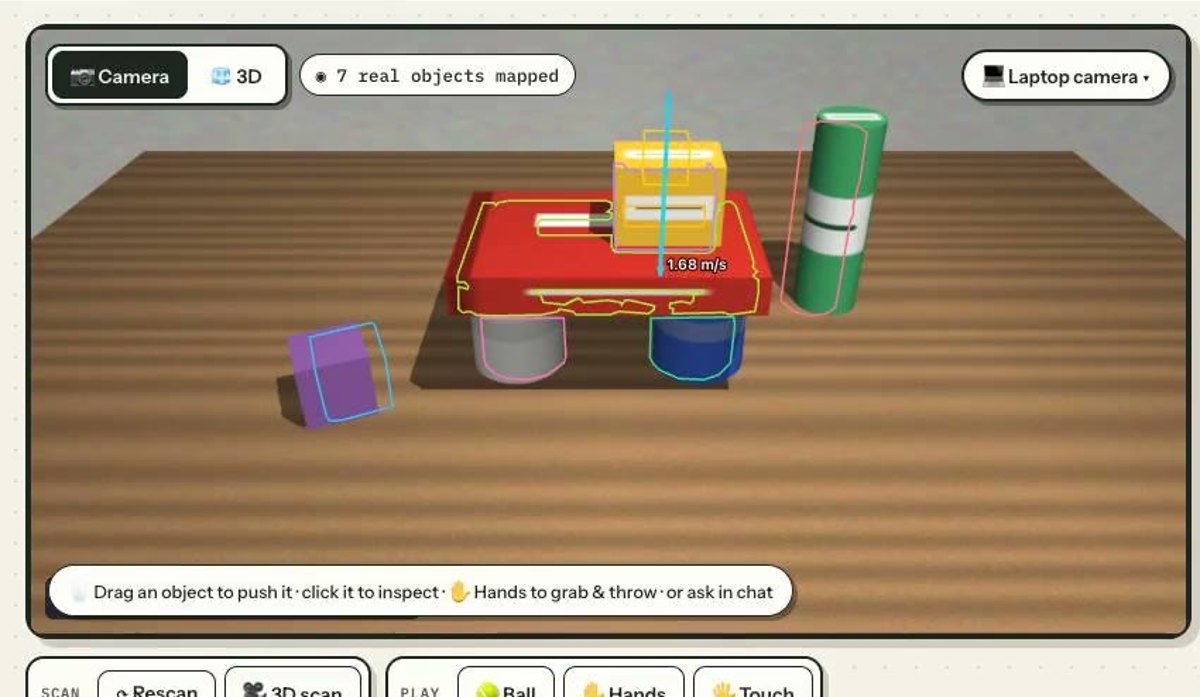 Camera
3D
◉ 7 real objects mapped
Laptop camera ▾
1.68 m/s
Drag an object to push it · click it to inspect · ✋ Hands to grab & throw · or ask in chat
SCAN
⟳ Rescan
3D scan
PLAY
Ball
Hands
Touch